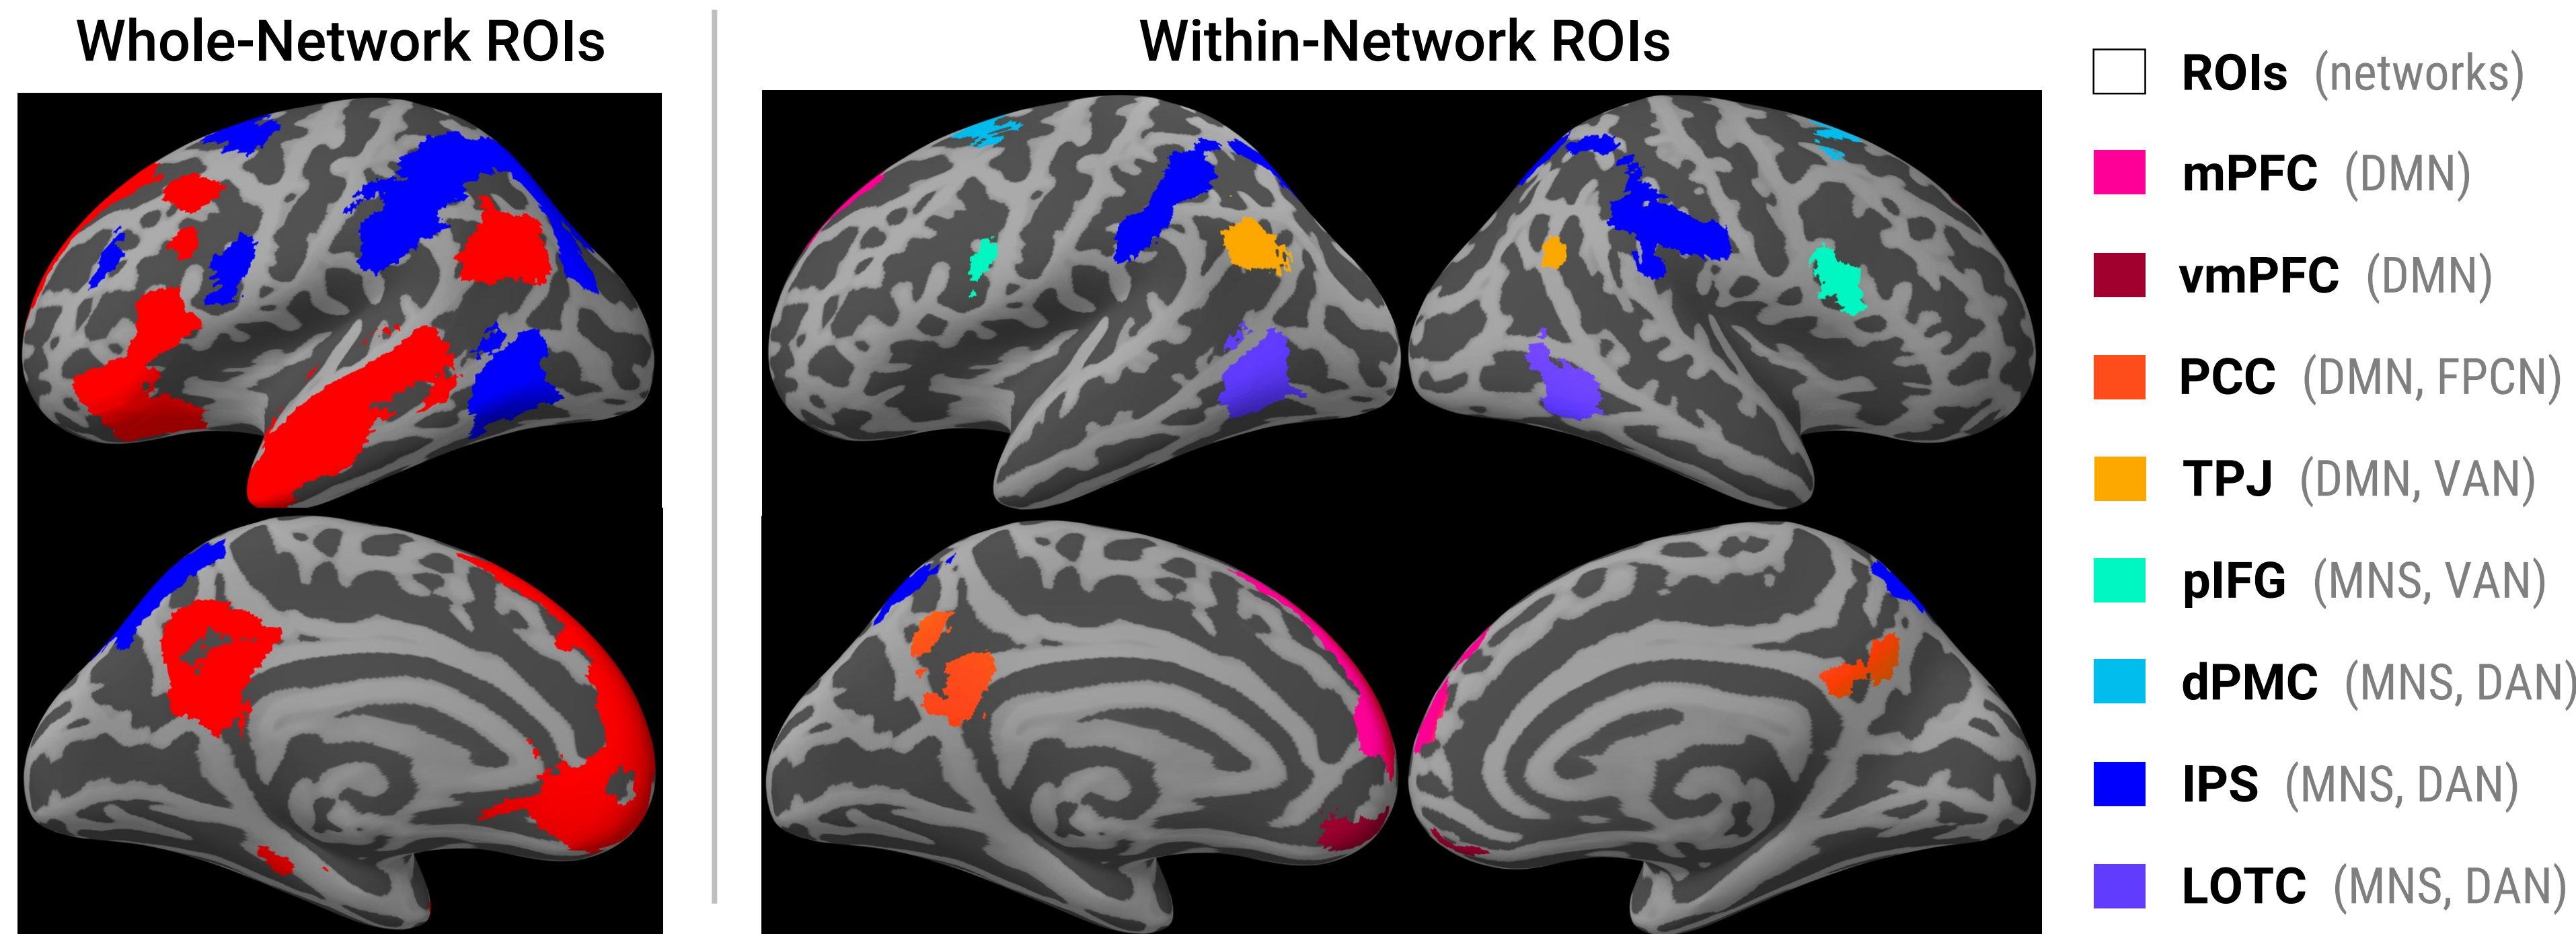 Whole-Network ROIs
Within-Network ROIs
ROIs (networks)
mPFC (DMN)
vmPFC (DMN)
PCC (DMN, FPCN)
TPJ (DMN, VAN)
pIFG (MNS, VAN)
dPMC (MNS, DAN)
IPS (MNS, DAN)
LOTC (MNS, DAN)